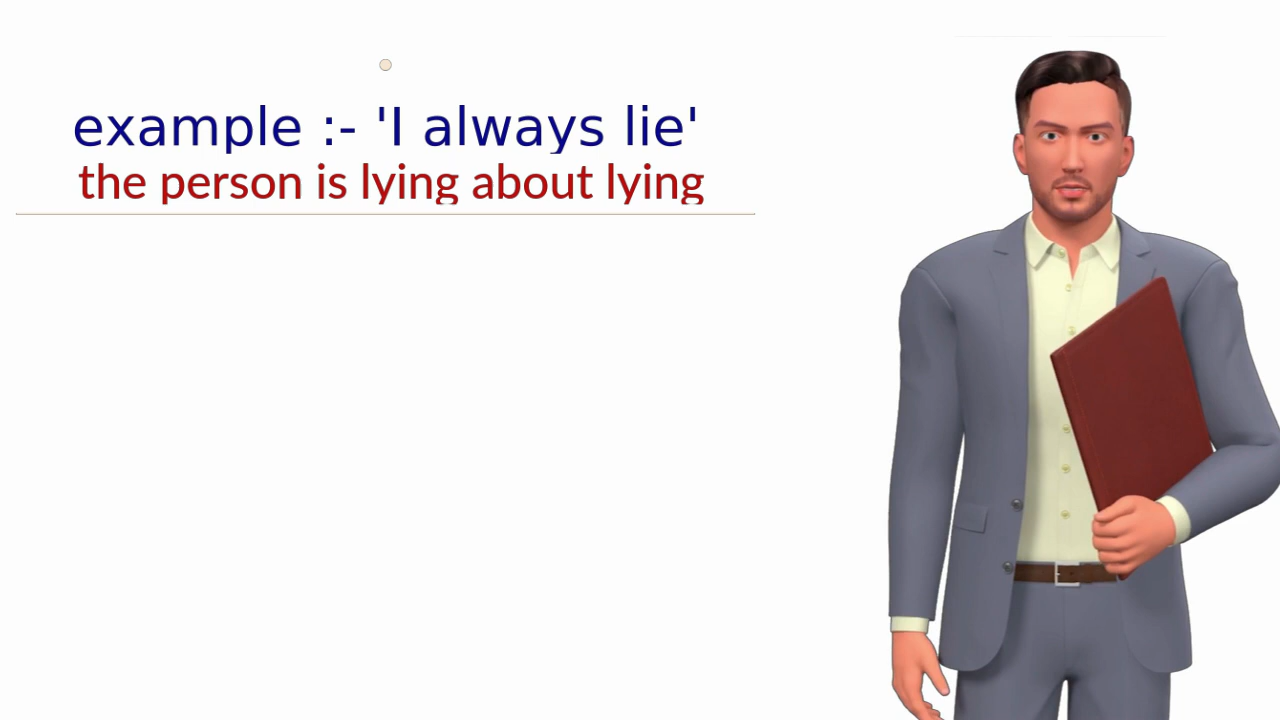 example :- 'I always lie'
the person is lying about lying